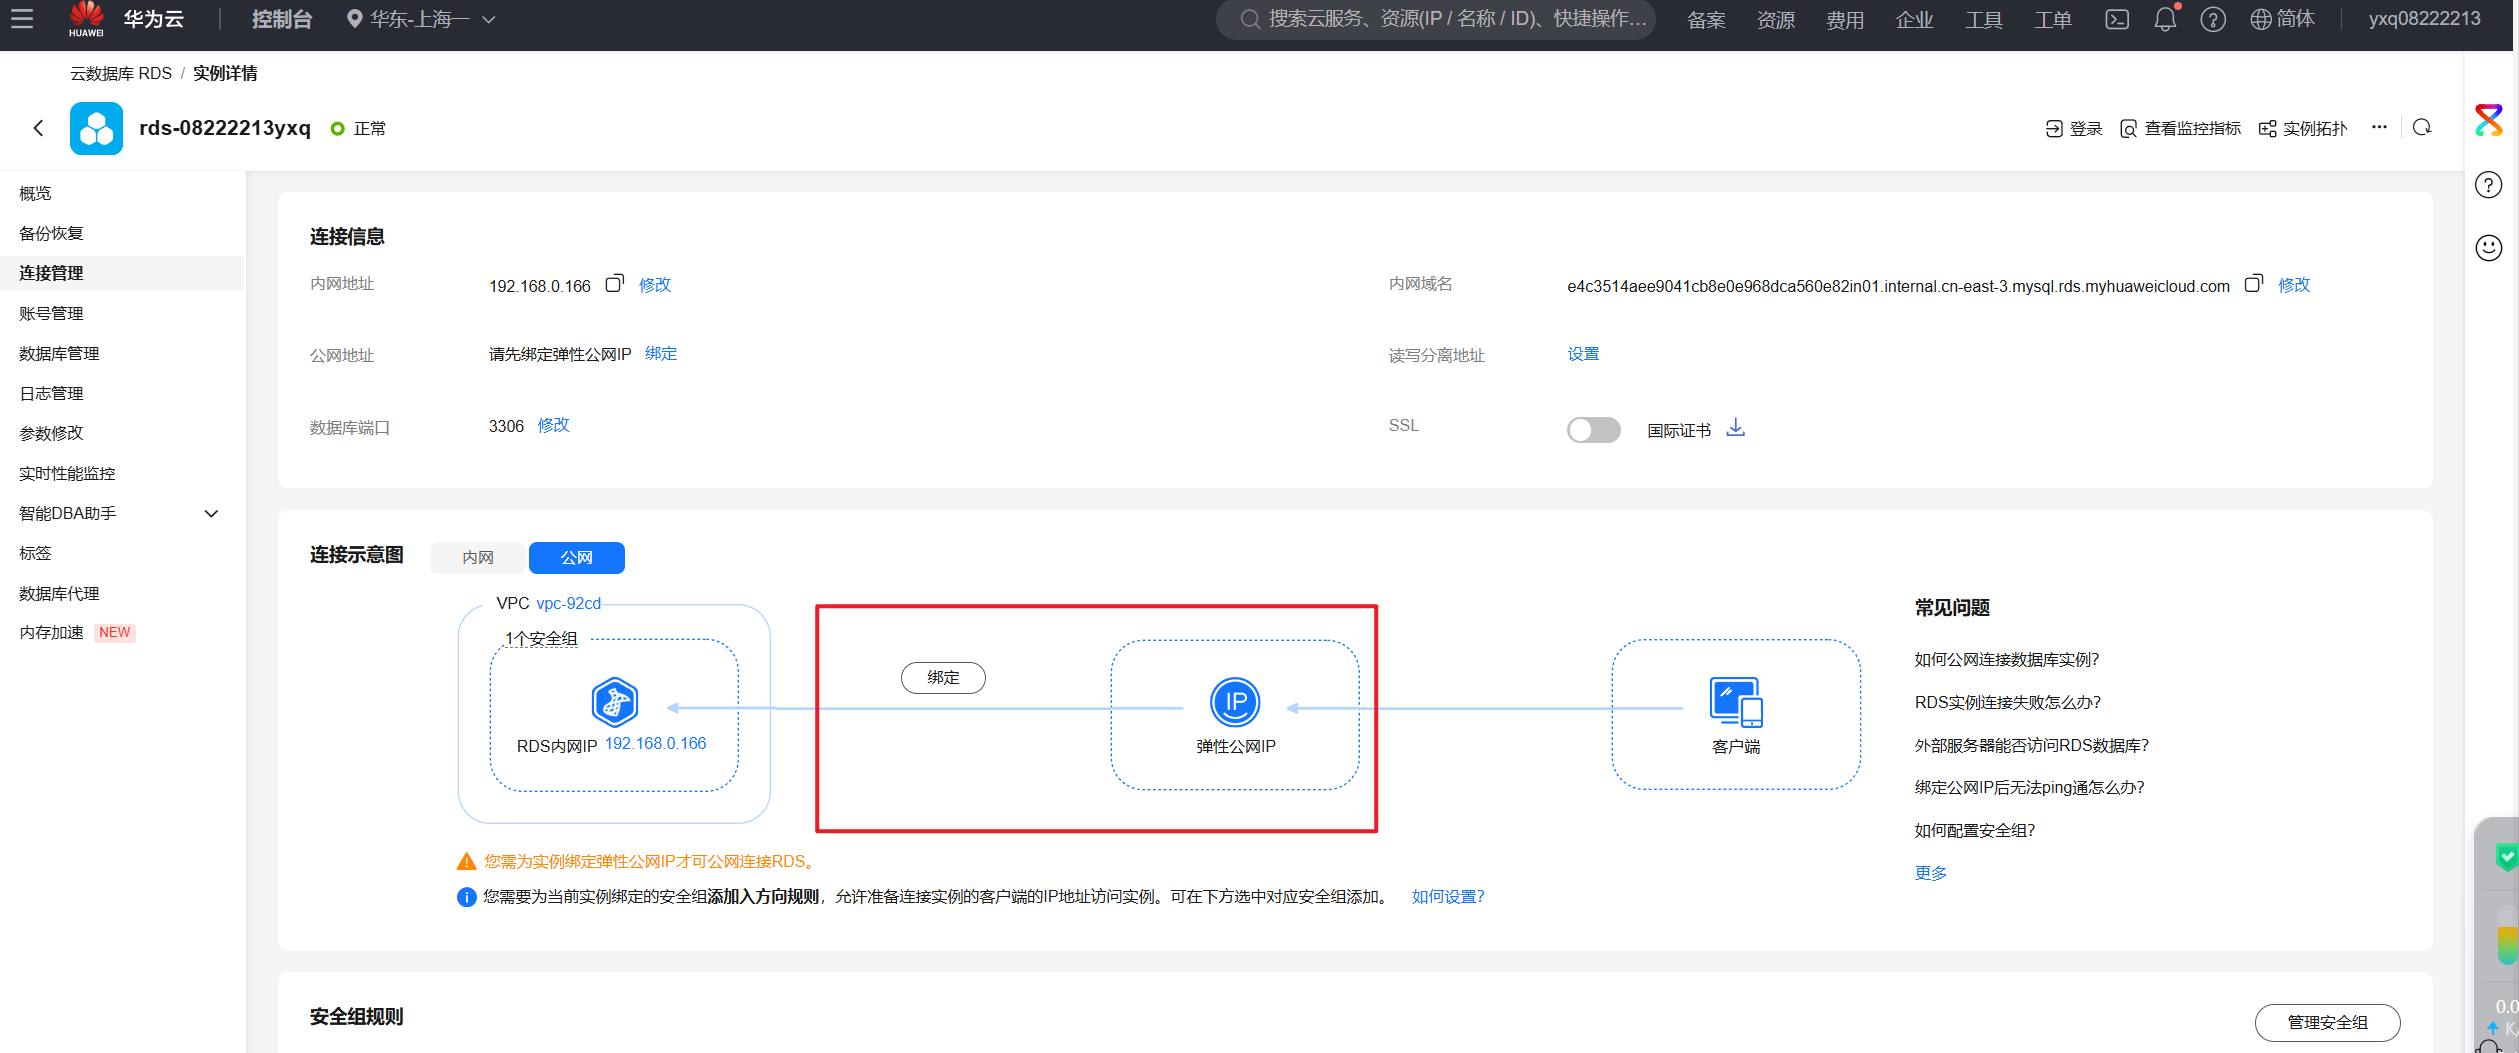 HUAWEI
华为云
控制台
华东-上海一
搜索云服务、资源(IP / 名称 / ID)、快捷操作...
备案
资源
费用
企业
工具
工单
简体
yxq08222213
云数据库 RDS / 实例详情
rds-08222213yxq
正常
登录
查看监控指标
实例拓扑
概览
备份恢复
连接管理
账号管理
数据库管理
日志管理
参数修改
实时性能监控
智能DBA助手
标签
数据库代理
内存加速 NEW
连接信息
内网地址
192.168.0.166
修改
内网域名
e4c3514aee9041cb8e0e968dca560e82in01.internal.cn-east-3.mysql.rds.myhuaweicloud.com
修改
公网地址
请先绑定弹性公网IP
绑定
读写分离地址
设置
数据库端口
3306
修改
SSL
国际证书
连接示意图
内网
公网
VPC vpc-92cd
1个安全组
RDS内网IP 192.168.0.166
绑定
IP
弹性公网IP
客户端
常见问题
如何公网连接数据库实例?
RDS实例连接失败怎么办?
外部服务器能否访问RDS数据库?
绑定公网IP后无法ping通怎么办?
如何配置安全组?
更多
您需为实例绑定弹性公网IP才可公网连接RDS。
您需要为当前实例绑定的安全组添加入方向规则，允许准备连接实例的客户端的IP地址访问实例。可在下方选中对应安全组添加。 如何设置?
安全组规则
管理安全组